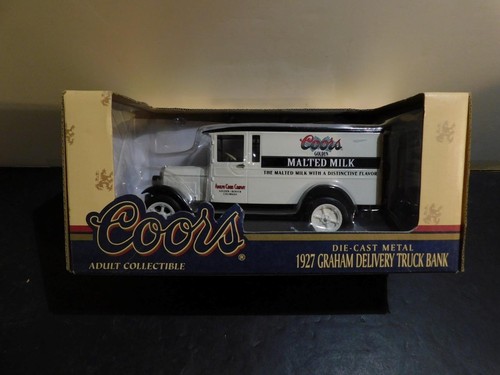 Coors
GOLDEN
MALTED MILK
THE MALTED MILK WITH A DISTINCTIVE FLAVOR
Coors®
ADULT COLLECTIBLE
DIE-CAST METAL
1927 GRAHAM DELIVERY TRUCK BANK